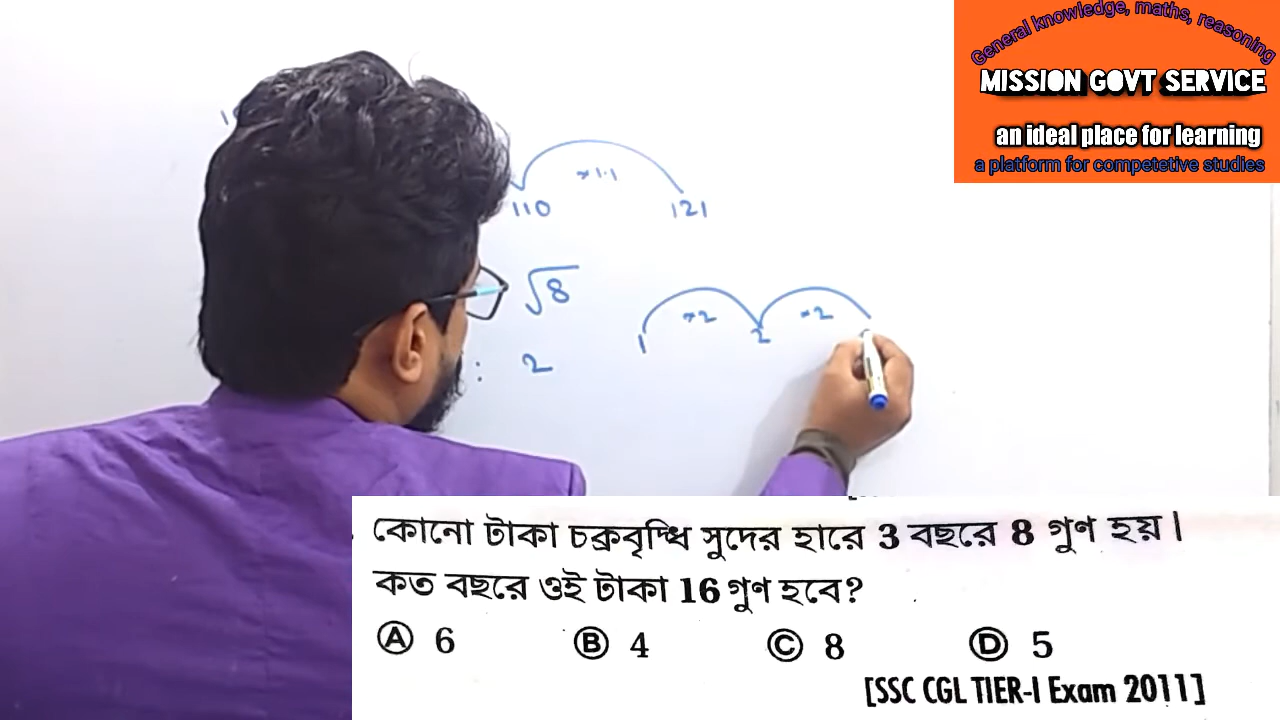 General knowledge, maths, reasoning
MISSION GOVT SERVICE
an ideal place for learning
a platform for competetive studies
×1.1
110 121
√8
×2 ×2
1 2
: 2
কোনো টাকা চক্রবৃদ্ধি সুদের হারে 3 বছরে 8 গুণ হয়।
কত বছরে ওই টাকা 16 গুণ হবে?
Ⓐ 6 Ⓑ 4 Ⓒ 8 Ⓓ 5
[SSC CGL TIER-I Exam 2011]